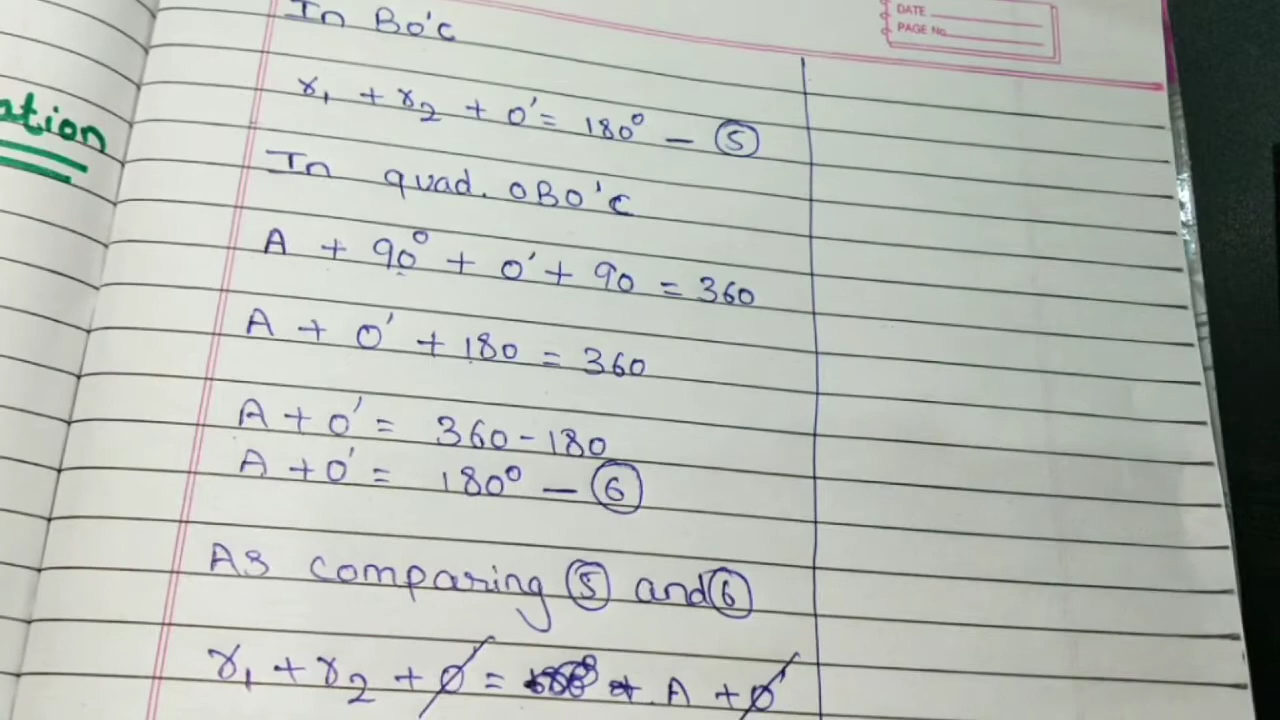 DATE
PAGE No.
In BO'C
ation
r₁ + r₂ + O' = 180° — ⑤
In quad. OBO'C
A + 90° + O' + 90 = 360
A + O' + 180 = 360
A + O' = 360 - 180
A + O' = 180° — ⑥
As comparing ⑤ and ⑥
r₁ + r₂ + O' = A + O'